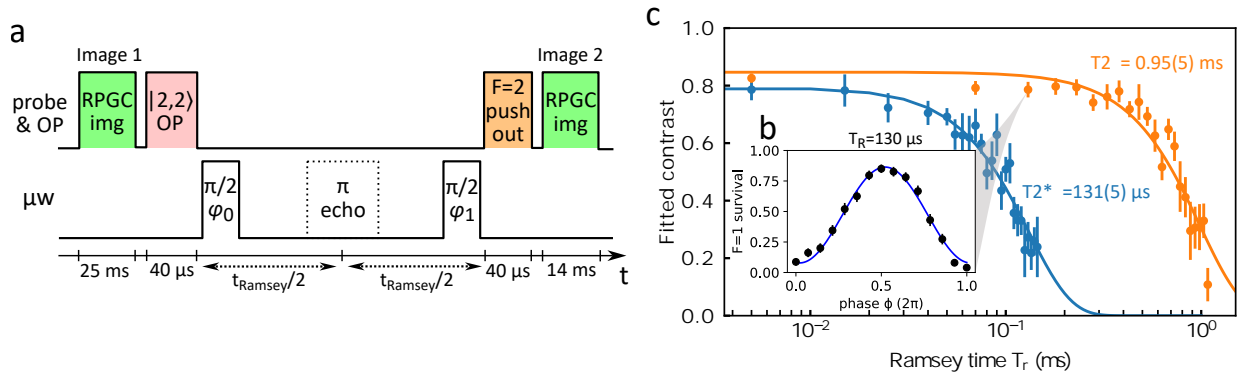 a
Image 1
Image 2
probe
& OP
RPGC
img
|2,2⟩
OP
F=2
push
out
RPGC
img
μw
π/2
φ0
π
echo
π/2
φ1
25 ms
40 μs
tRamsey/2
tRamsey/2
40 μs
14 ms
t
c
Fitted contrast
1.0
0.8
0.6
0.4
0.2
0.0
T2 = 0.95(5) ms
T2* =131(5) μs
10⁻²
10⁻¹
10⁰
Ramsey time Tr (ms)
b
TR=130 μs
F=1 survival
1.00
0.75
0.50
0.25
0.00
0.0
0.5
1.0
phase ϕ (2π)